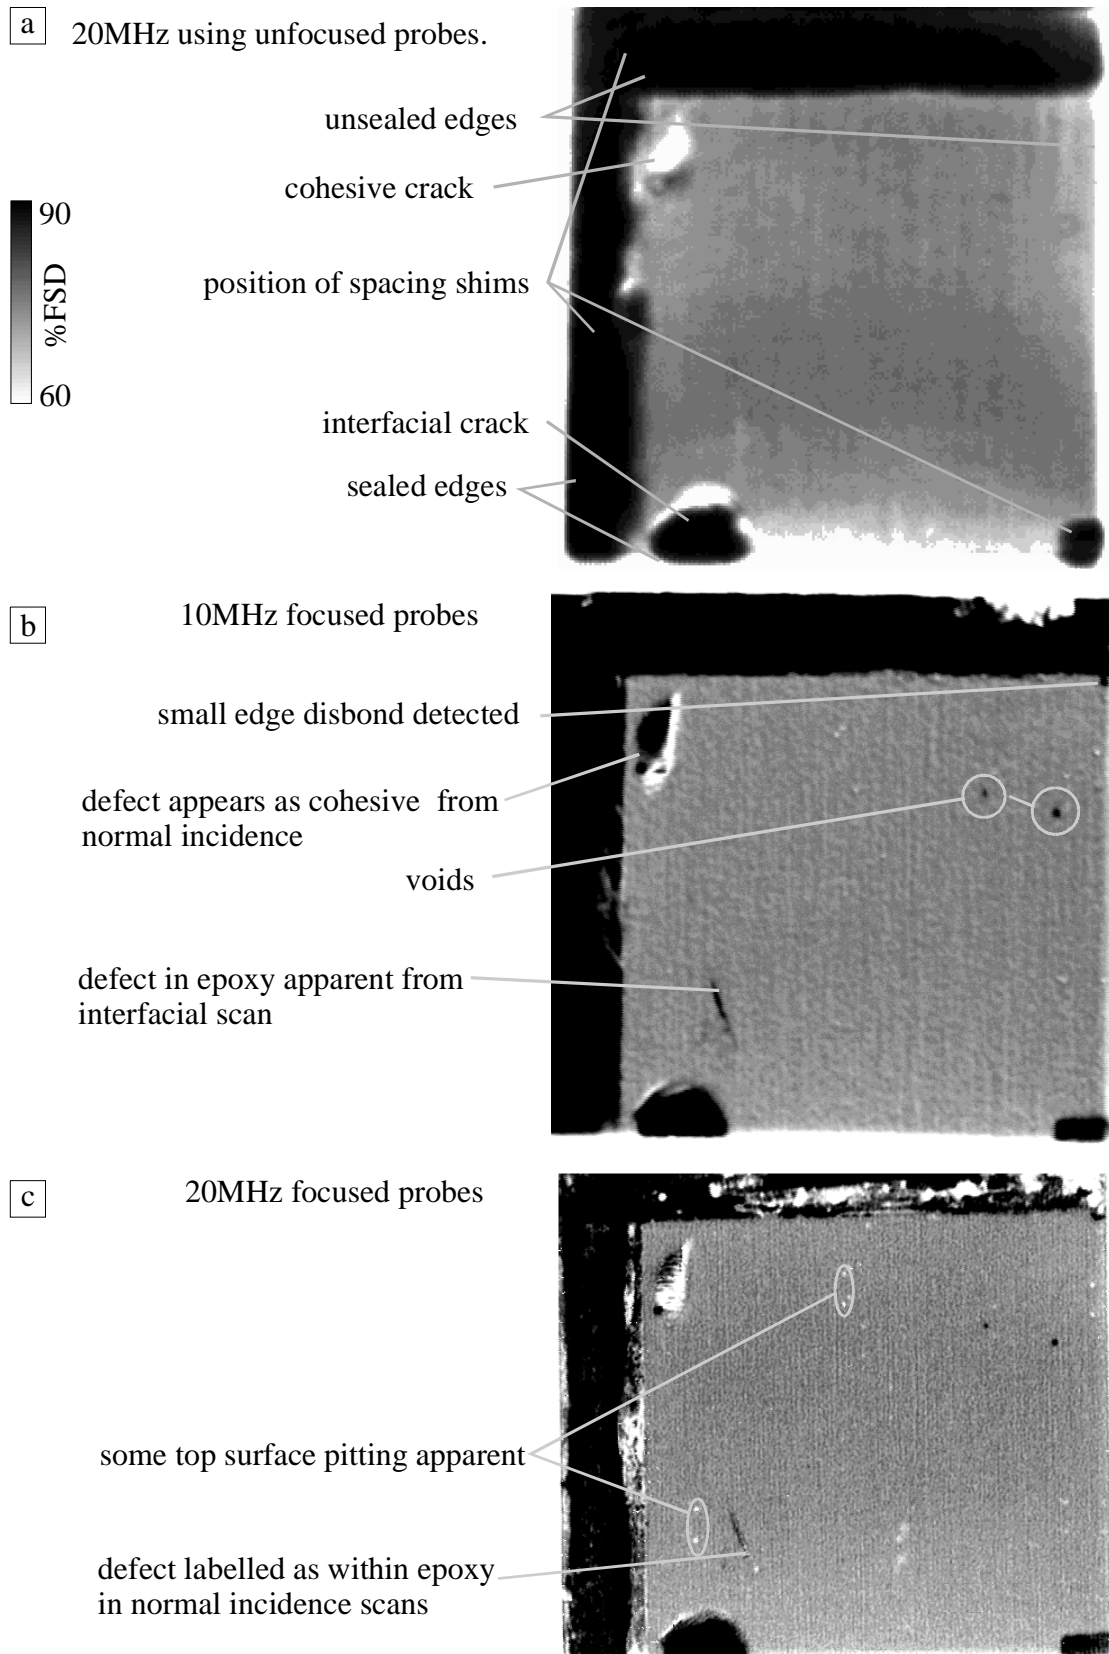 a
20MHz using unfocused probes.
unsealed edges
cohesive crack
90
%FSD
60
position of spacing shims
interfacial crack
sealed edges
b
10MHz focused probes
small edge disbond detected
defect appears as cohesive from
normal incidence
voids
defect in epoxy apparent from
interfacial scan
c
20MHz focused probes
some top surface pitting apparent
defect labelled as within epoxy
in normal incidence scans